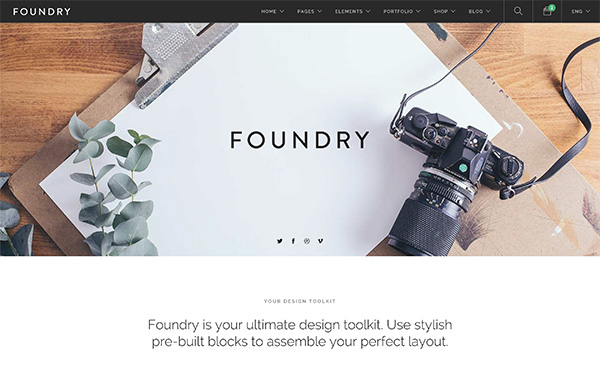 FOUNDRY
HOME PAGES ELEMENTS PORTFOLIO SHOP BLOG ENG
FOUNDRY
YOUR DESIGN TOOLKIT
Foundry is your ultimate design toolkit. Use stylish
pre-built blocks to assemble your perfect layout.